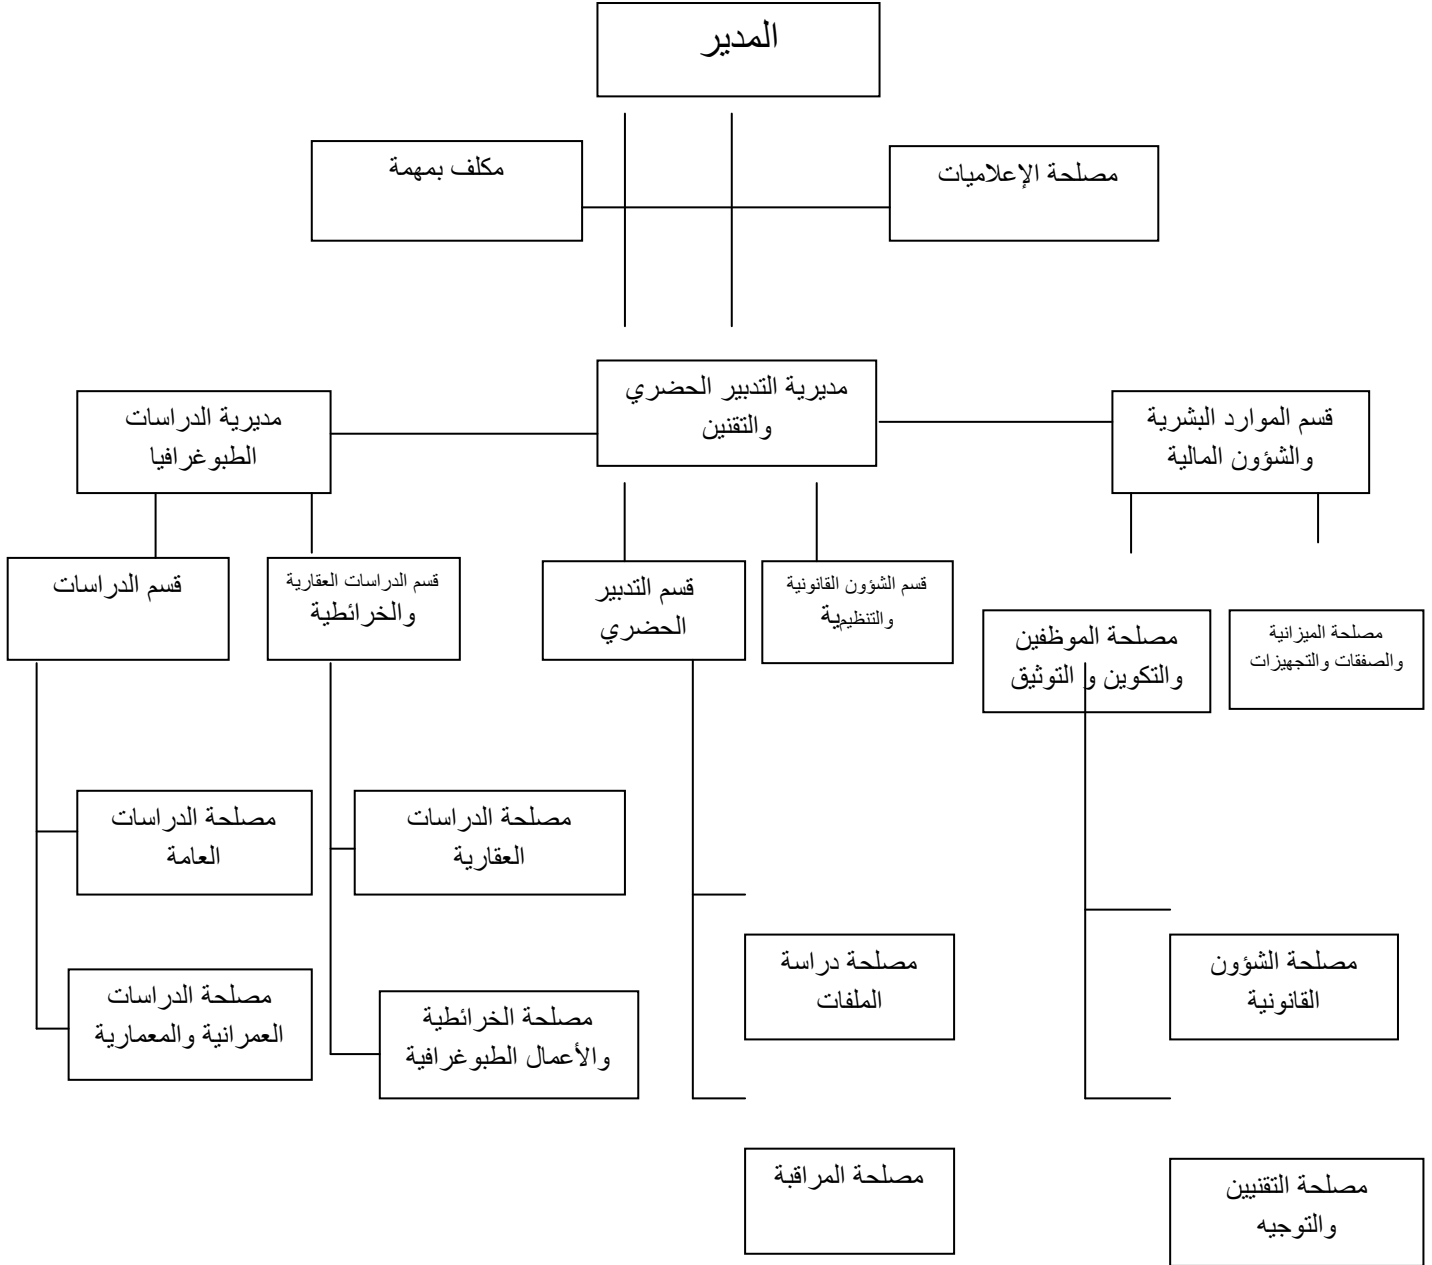 المدير
مكلف بمهمة
مصلحة الإعلاميات
مديرية التدبير الحضري
والتقنين
مديرية الدراسات
الطبوغرافيا
قسم الموارد البشرية
والشؤون المالية
قسم الدراسات
قسم الدراسات العقارية
والخرائطية
قسم التدبير
الحضري
قسم الشؤون القانونية
والتنظيمية
مصلحة الموظفين
والتكوين و التوثيق
مصلحة الميزانية
والصفقات والتجهيزات
مصلحة الدراسات
العامة
مصلحة الدراسات
العقارية
مصلحة دراسة
الملفات
مصلحة الشؤون
القانونية
مصلحة الدراسات
العمرانية والمعمارية
مصلحة الخرائطية
والأعمال الطبوغرافية
مصلحة المراقبة
مصلحة التقنيين
والتوجيه